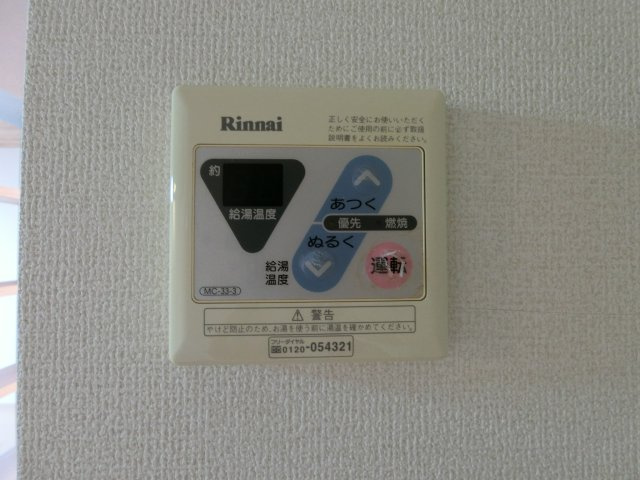 Rinnai
正しく安全にお使いいただく
ためにご使用の前に必ず取扱
説明書をよくお読みください。
約
給湯温度
あつく
優先 燃焼
ぬるく
給湯
温度
運転
MC-33-3
⚠ 警告
やけど防止のため、お湯を使う前に湯温を確かめてください。
フリーダイヤル
0120-054321